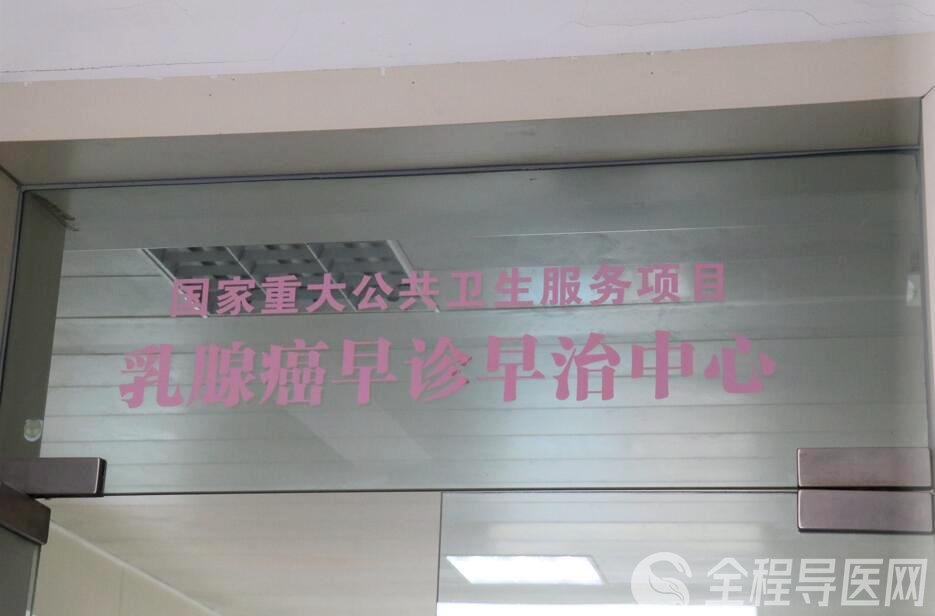 国家重大公共卫生服务项目
乳腺癌早诊早治中心
全程导医网